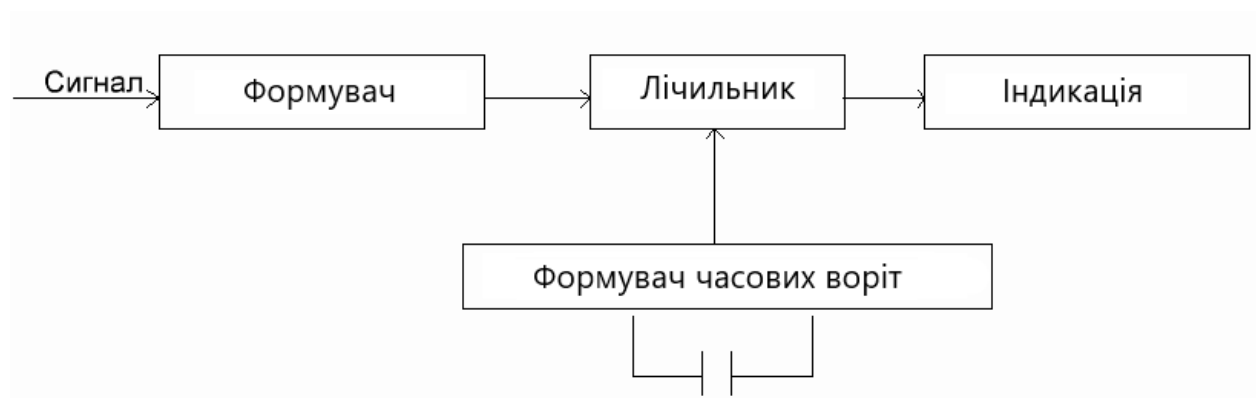 Сигнал
Формувач
Лічильник
Індикація
Формувач часових воріт